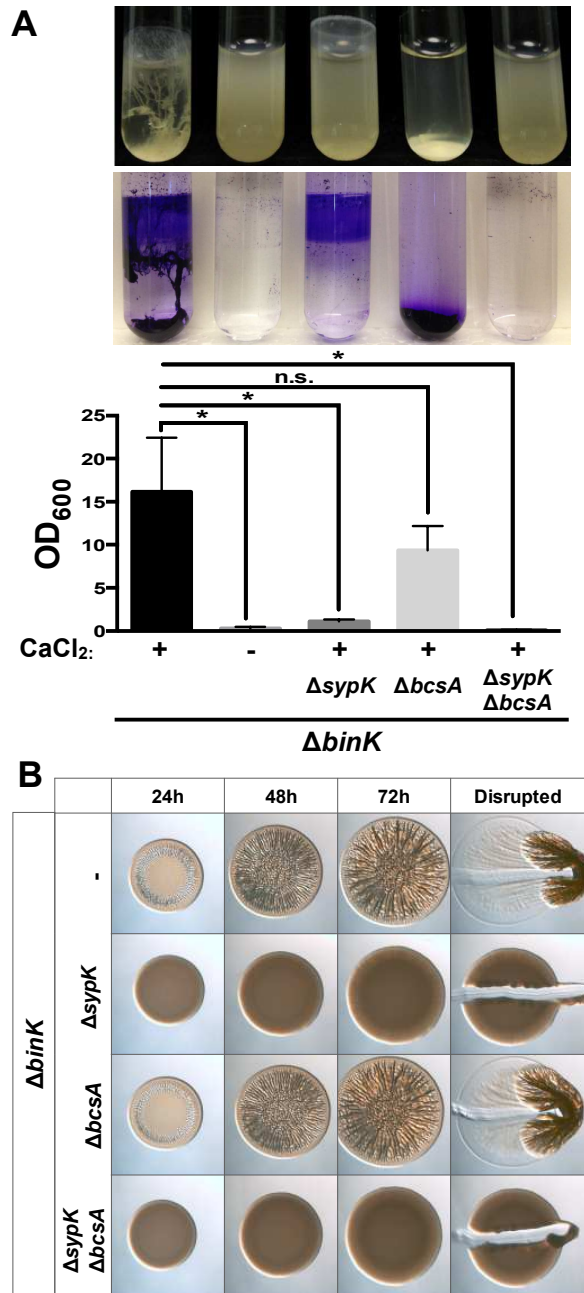 A
*
n.s.
*
*
25
20
15
10
5
0
OD600
CaCl2: + - + + +
ΔsypK ΔbcsA ΔsypK
ΔbcsA
ΔbinK
B
24h 48h 72h Disrupted
ΔbinK
-
ΔsypK
ΔbcsA
ΔsypK
ΔbcsA